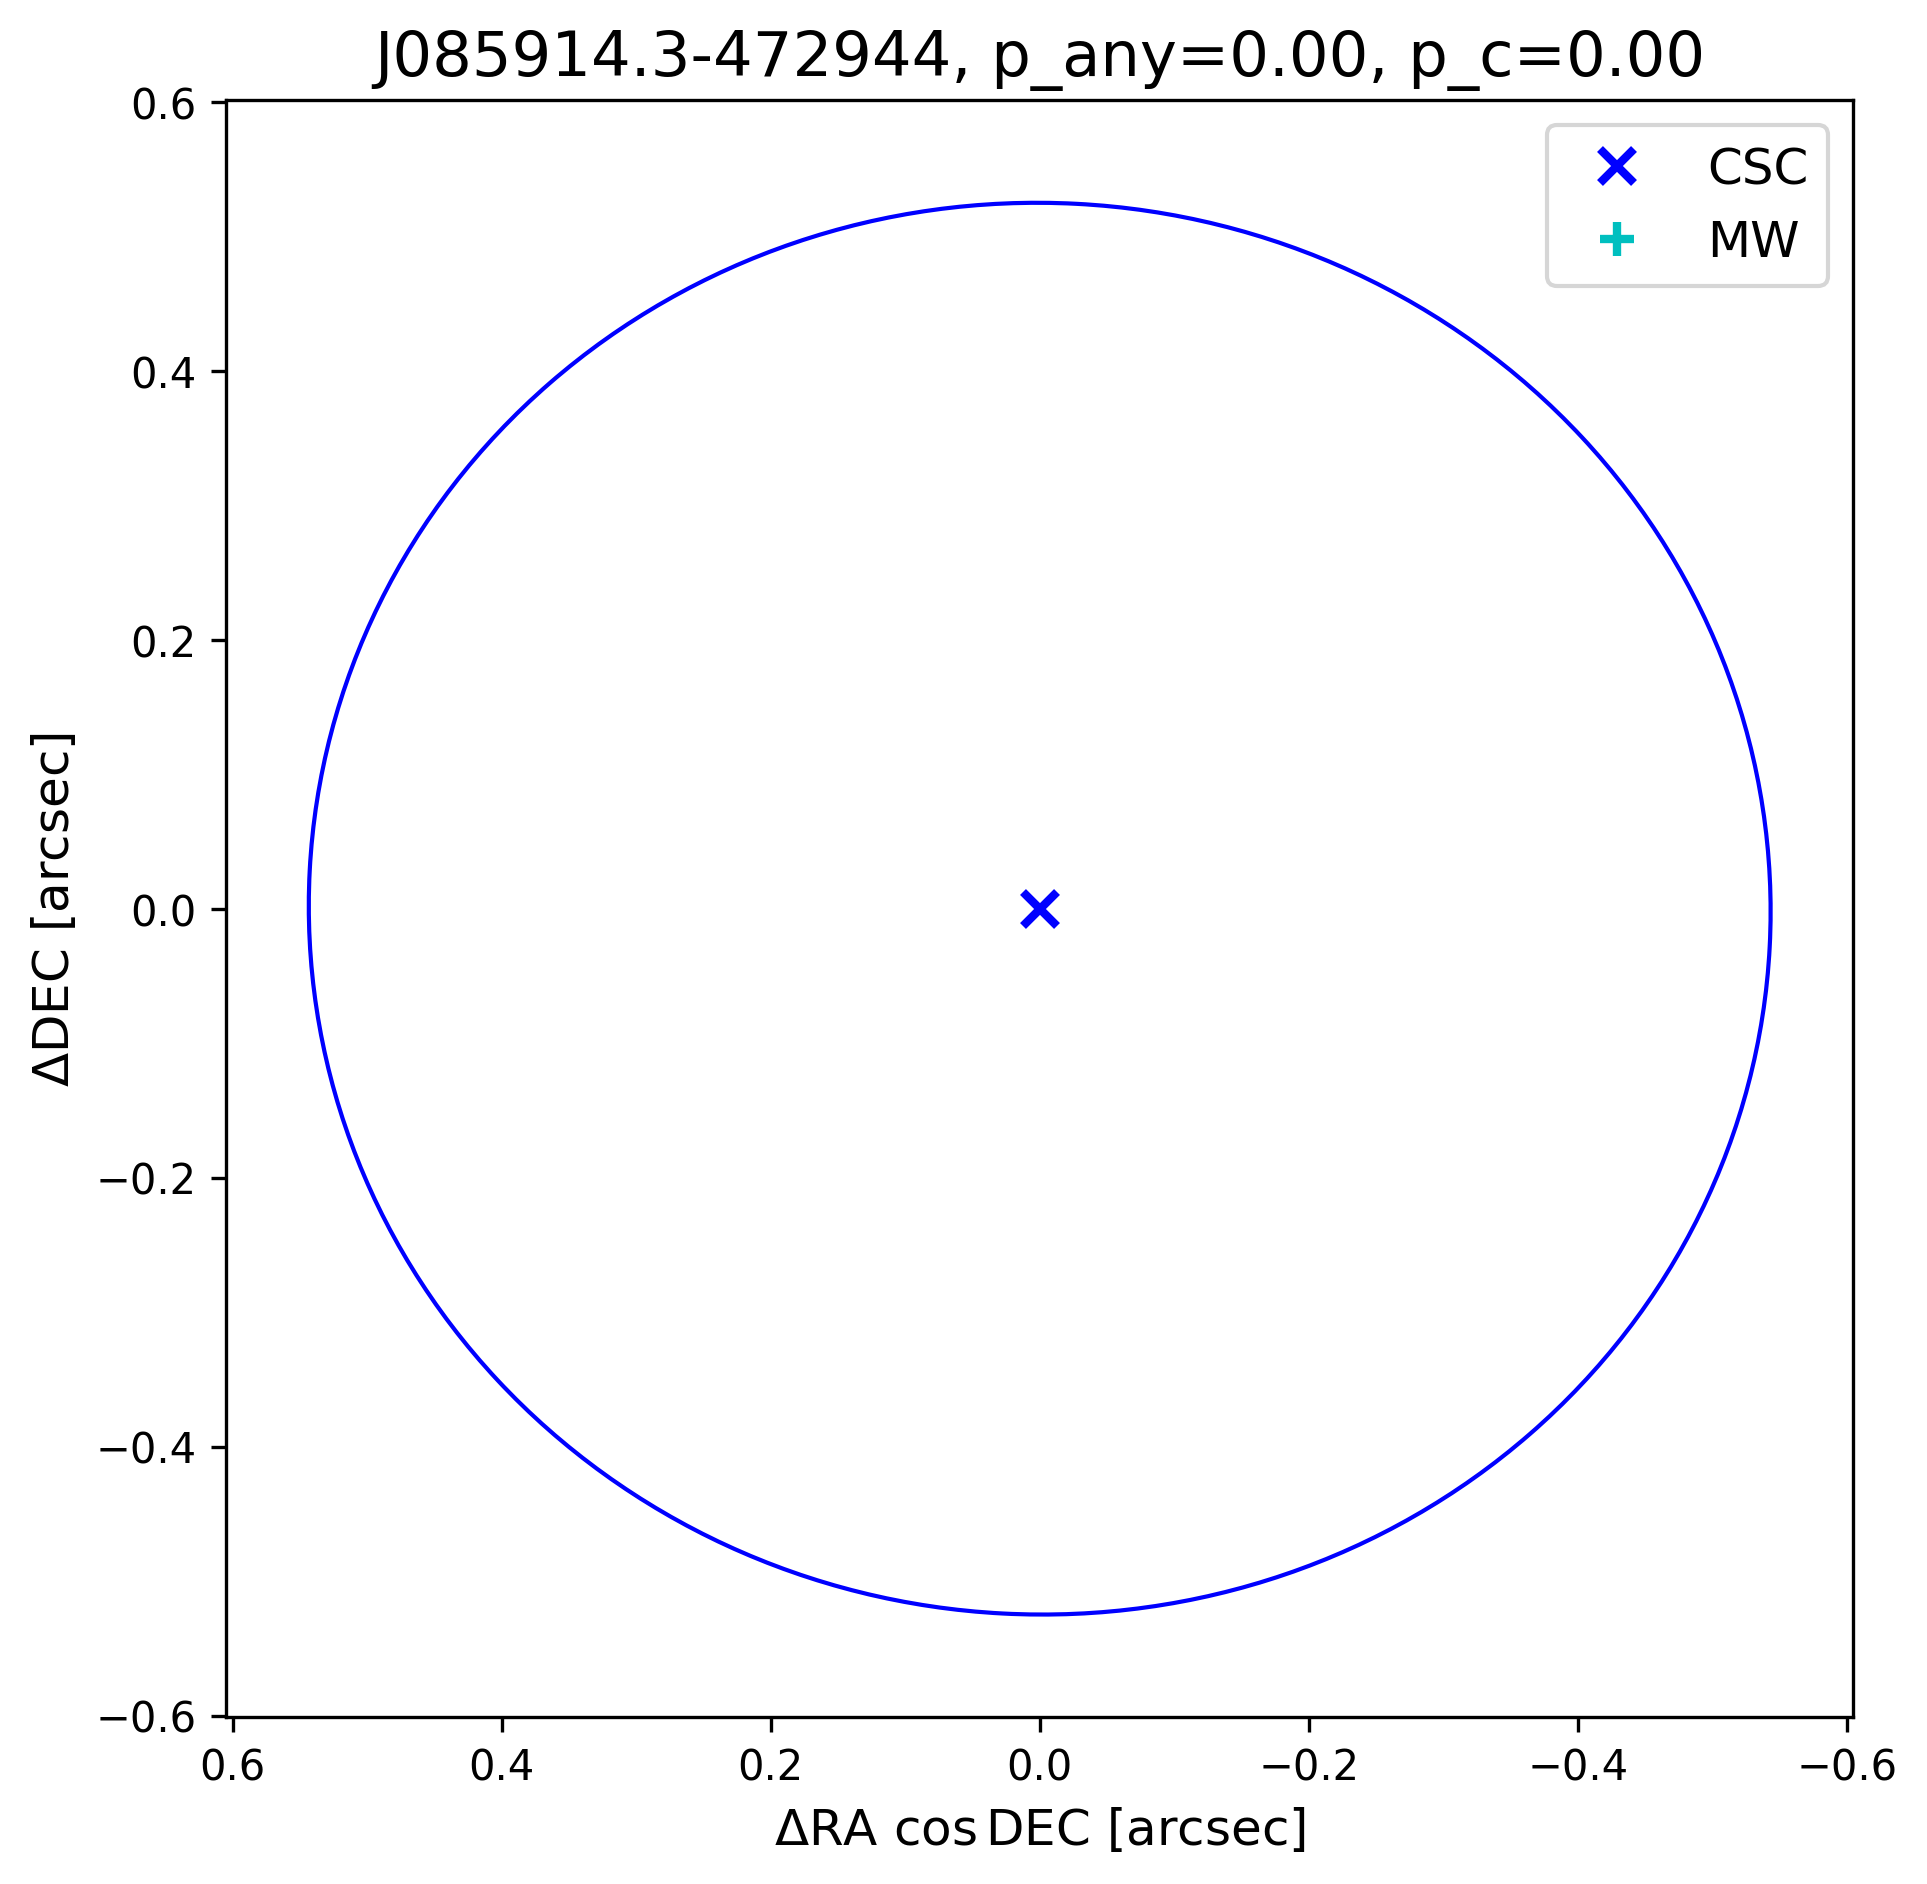 J085914.3-472944, p_any=0.00, p_c=0.00
CSC
MW
0.6
0.4
0.2
0.0
−0.2
−0.4
−0.6
ΔDEC [arcsec]
0.6 0.4 0.2 0.0 −0.2 −0.4 −0.6
ΔRA cos DEC [arcsec]